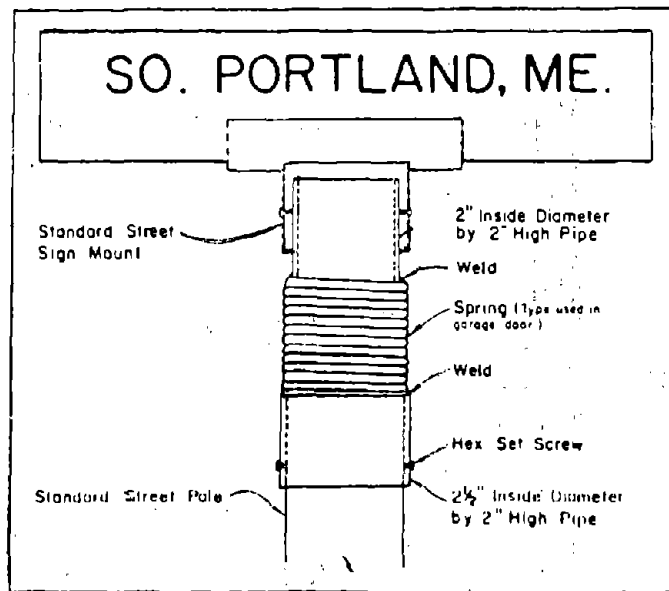 SO. PORTLAND, ME.
Standard Street
Sign Mount
2" Inside Diameter
by 2" High Pipe
Weld
Spring (Type used in
garage door.)
Weld
Hex Set Screw
Standard Street Pole
2½" Inside Diameter
by 2" High Pipe